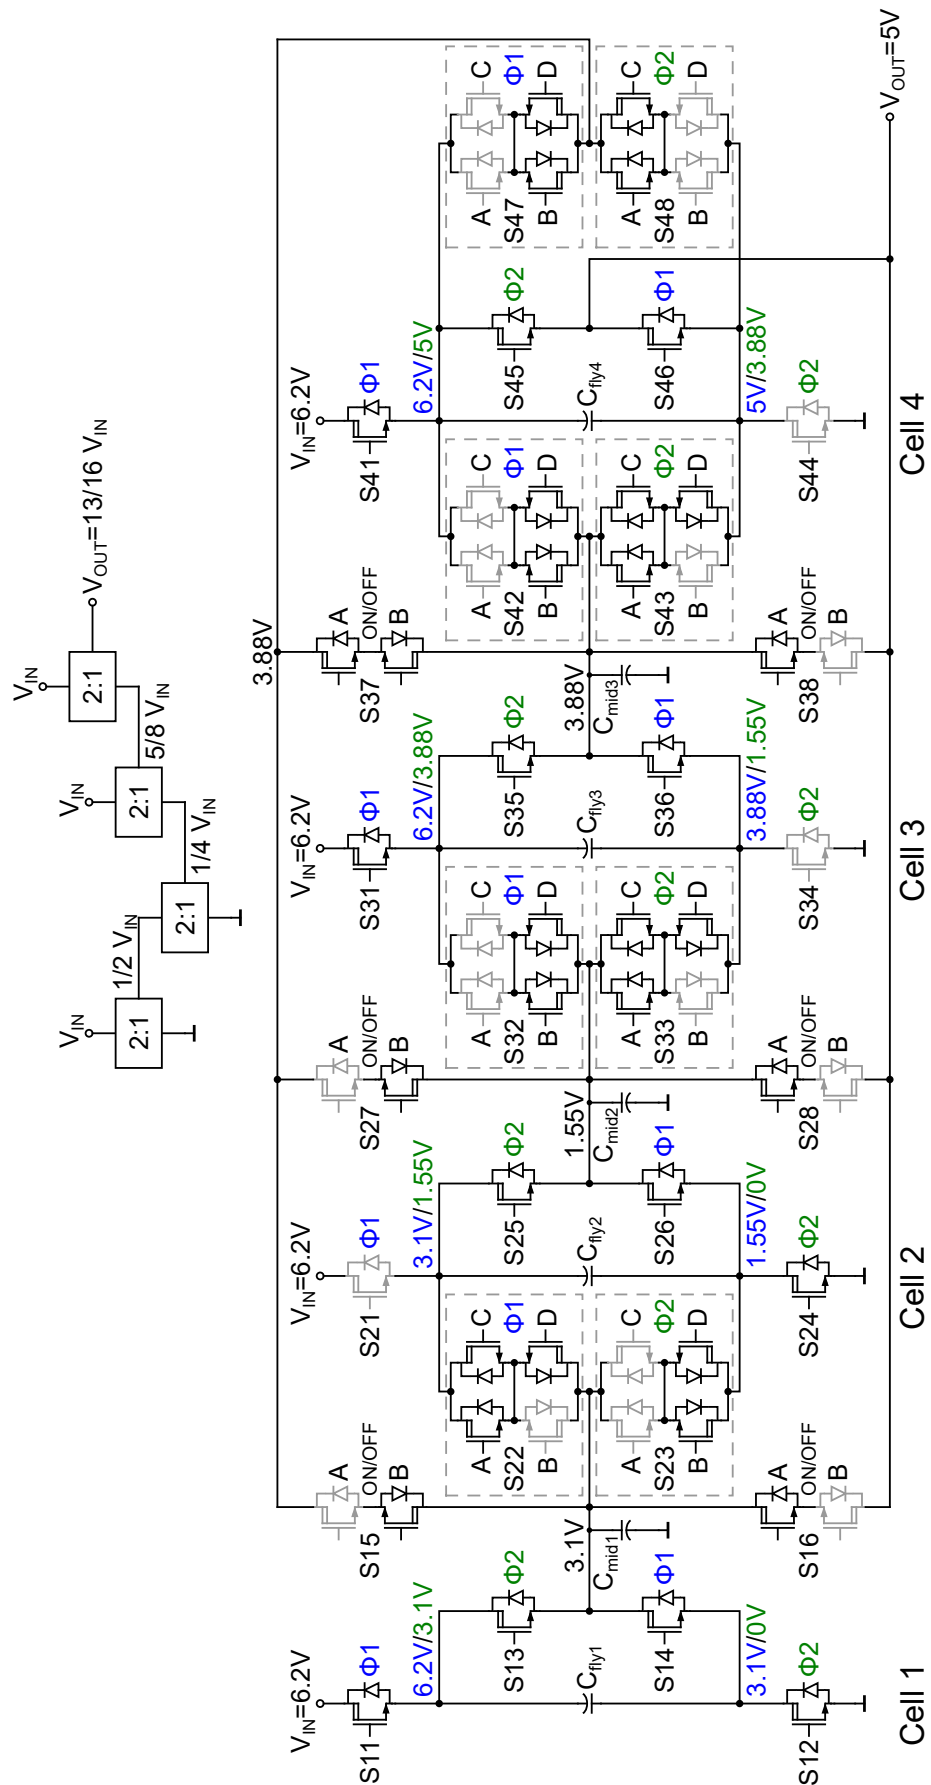 V_IN
2:1
1/2 V_IN
2:1
1/4 V_IN
V_IN
2:1
5/8 V_IN
V_IN
2:1
V_OUT=13/16 V_IN
3.88V
V_IN=6.2V
S11
Φ1
6.2V/3.1V
S13
Φ2
C_fly1
S14
Φ1
3.1V/0V
S12
Φ2
Cell 1
S15
A
ON/OFF
B
3.1V
C_mid1
S16
A
ON/OFF
B
V_IN=6.2V
S21
Φ1
3.1V/1.55V
A
S22
B
C
Φ1
D
A
S23
B
C
Φ2
D
S25
Φ2
C_fly2
S26
Φ1
1.55V/0V
S24
Φ2
Cell 2
S27
A
ON/OFF
B
1.55V
C_mid2
S28
A
ON/OFF
B
V_IN=6.2V
S31
Φ1
6.2V/3.88V
A
S32
B
C
Φ1
D
A
S33
B
C
Φ2
D
S35
Φ2
C_fly3
S36
Φ1
3.88V/1.55V
S34
Φ2
Cell 3
S37
A
ON/OFF
B
3.88V
C_mid3
S38
A
ON/OFF
B
V_IN=6.2V
S41
Φ1
6.2V/5V
A
S42
B
C
Φ1
D
A
S43
B
C
Φ2
D
S45
Φ2
C_fly4
S46
Φ1
5V/3.88V
S44
Φ2
Cell 4
A
S47
B
C
Φ1
D
A
S48
B
C
Φ2
D
V_OUT=5V